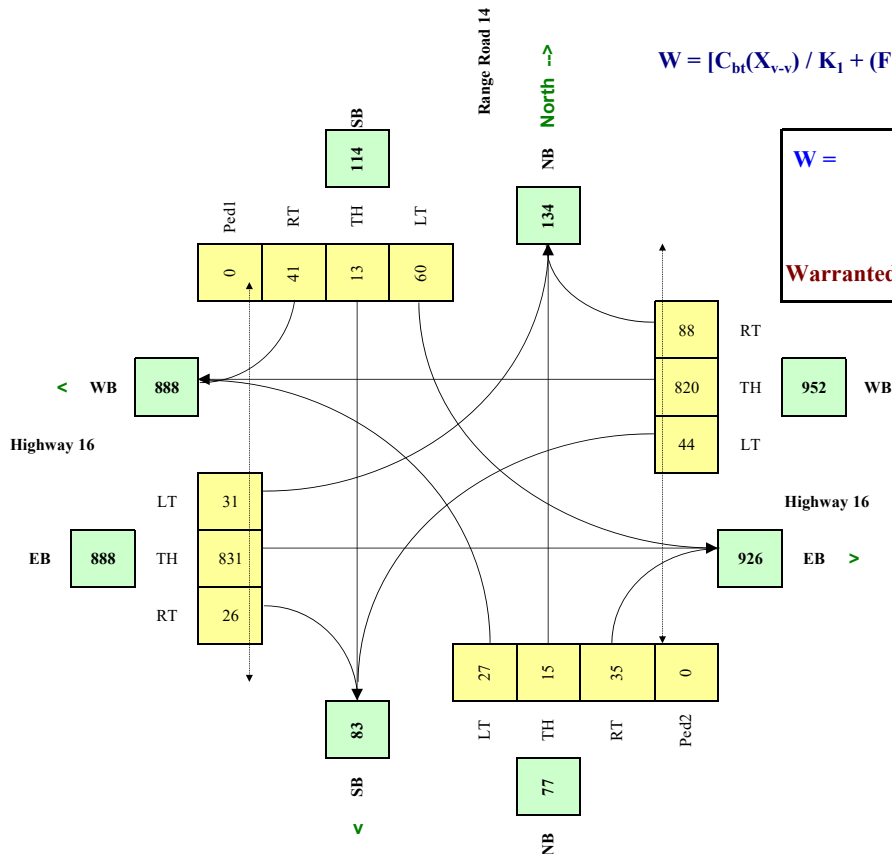 Range Road 14
North -->
W = [C_bt(X_v-v) / K_1 + (F
SB
114
NB
134
W =
Warranted
Ped1
RT
TH
LT
0
41
13
60
88
RT
< WB
888
820
TH
952
WB
Highway 16
44
LT
LT
31
Highway 16
EB
888
TH
831
926
EB >
RT
26
27
15
35
0
83
LT
TH
RT
Ped2
SB
77
v
NB